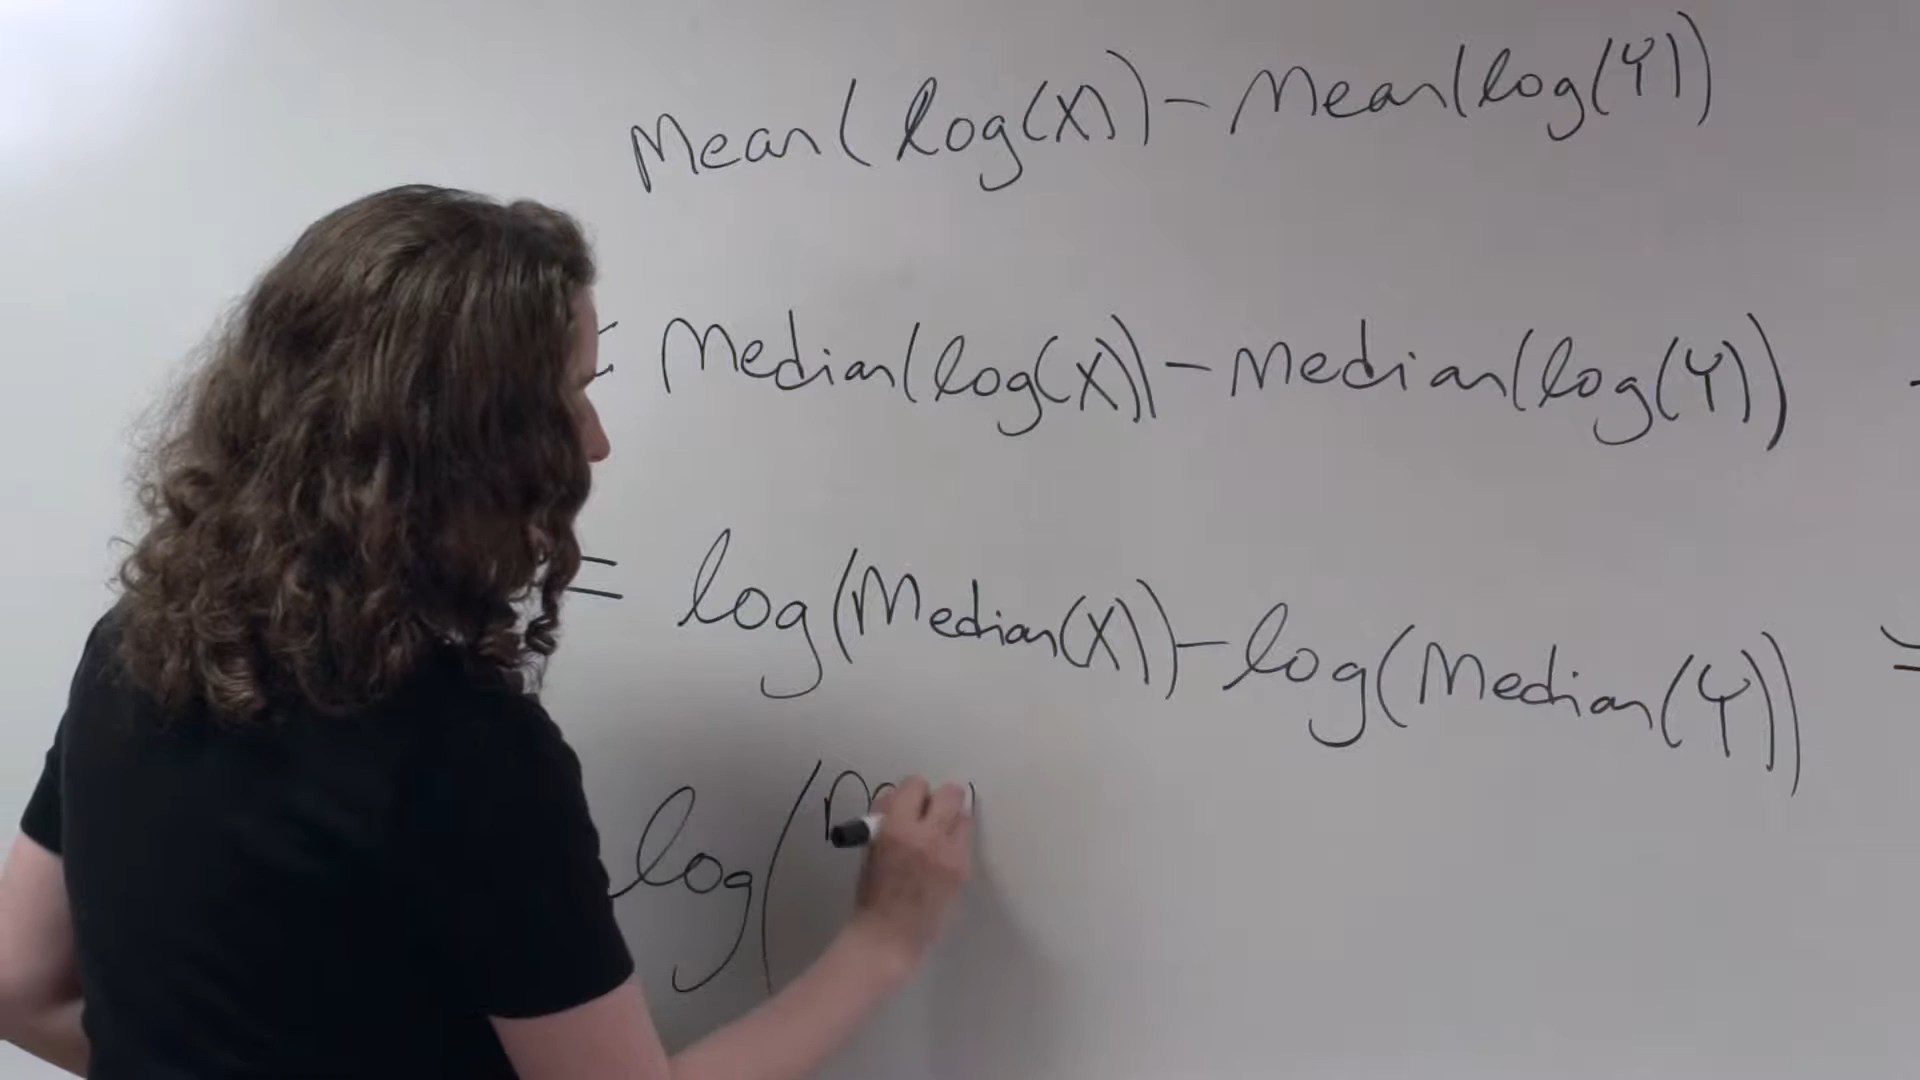 Mean(log(X)) - Mean(log(Y))
= Median(log(X)) - Median(log(Y))
= log(Median(X)) - log(Median(Y)) =
log(